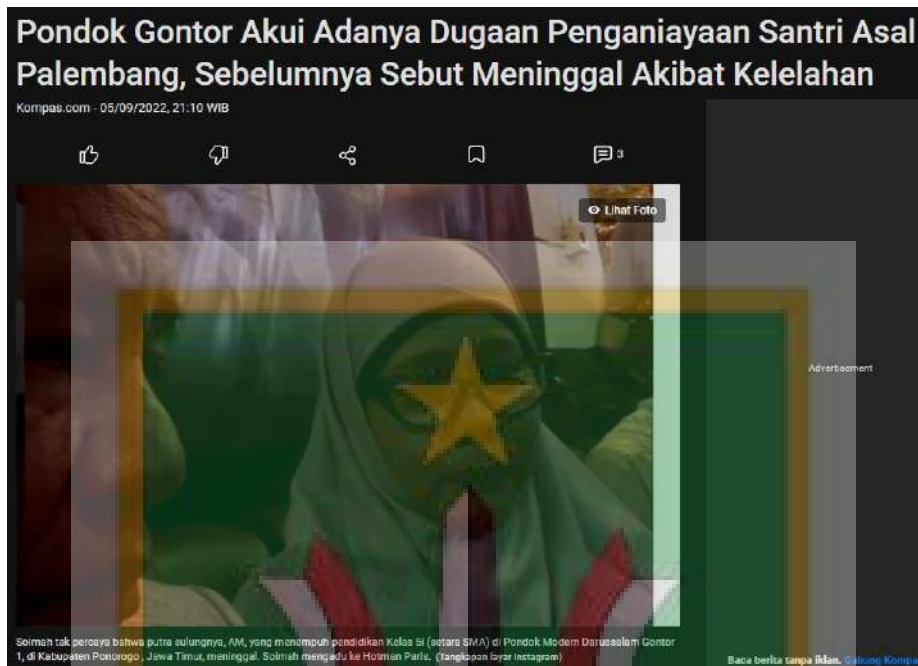 Pondok Gontor Akui Adanya Dugaan Penganiayaan Santri Asal
Palembang, Sebelumnya Sebut Meninggal Akibat Kelelahan
Kompas.com - 05/09/2022, 21:10 WIB
3
Lihat Foto
Advertisement
Soimah tak percaya bahwa putra sulungnya, AM, yang menempuh pendidikan Kelas 5i (setara SMA) di Pondok Modern Darussalam Gontor
1, di Kabupaten Ponorogo, Jawa Timur, meninggal. Soimah mengadu ke Hotman Paris. (Tangkapan layar Instagram)
Baca berita tanpa iklan. Gabung Kompa